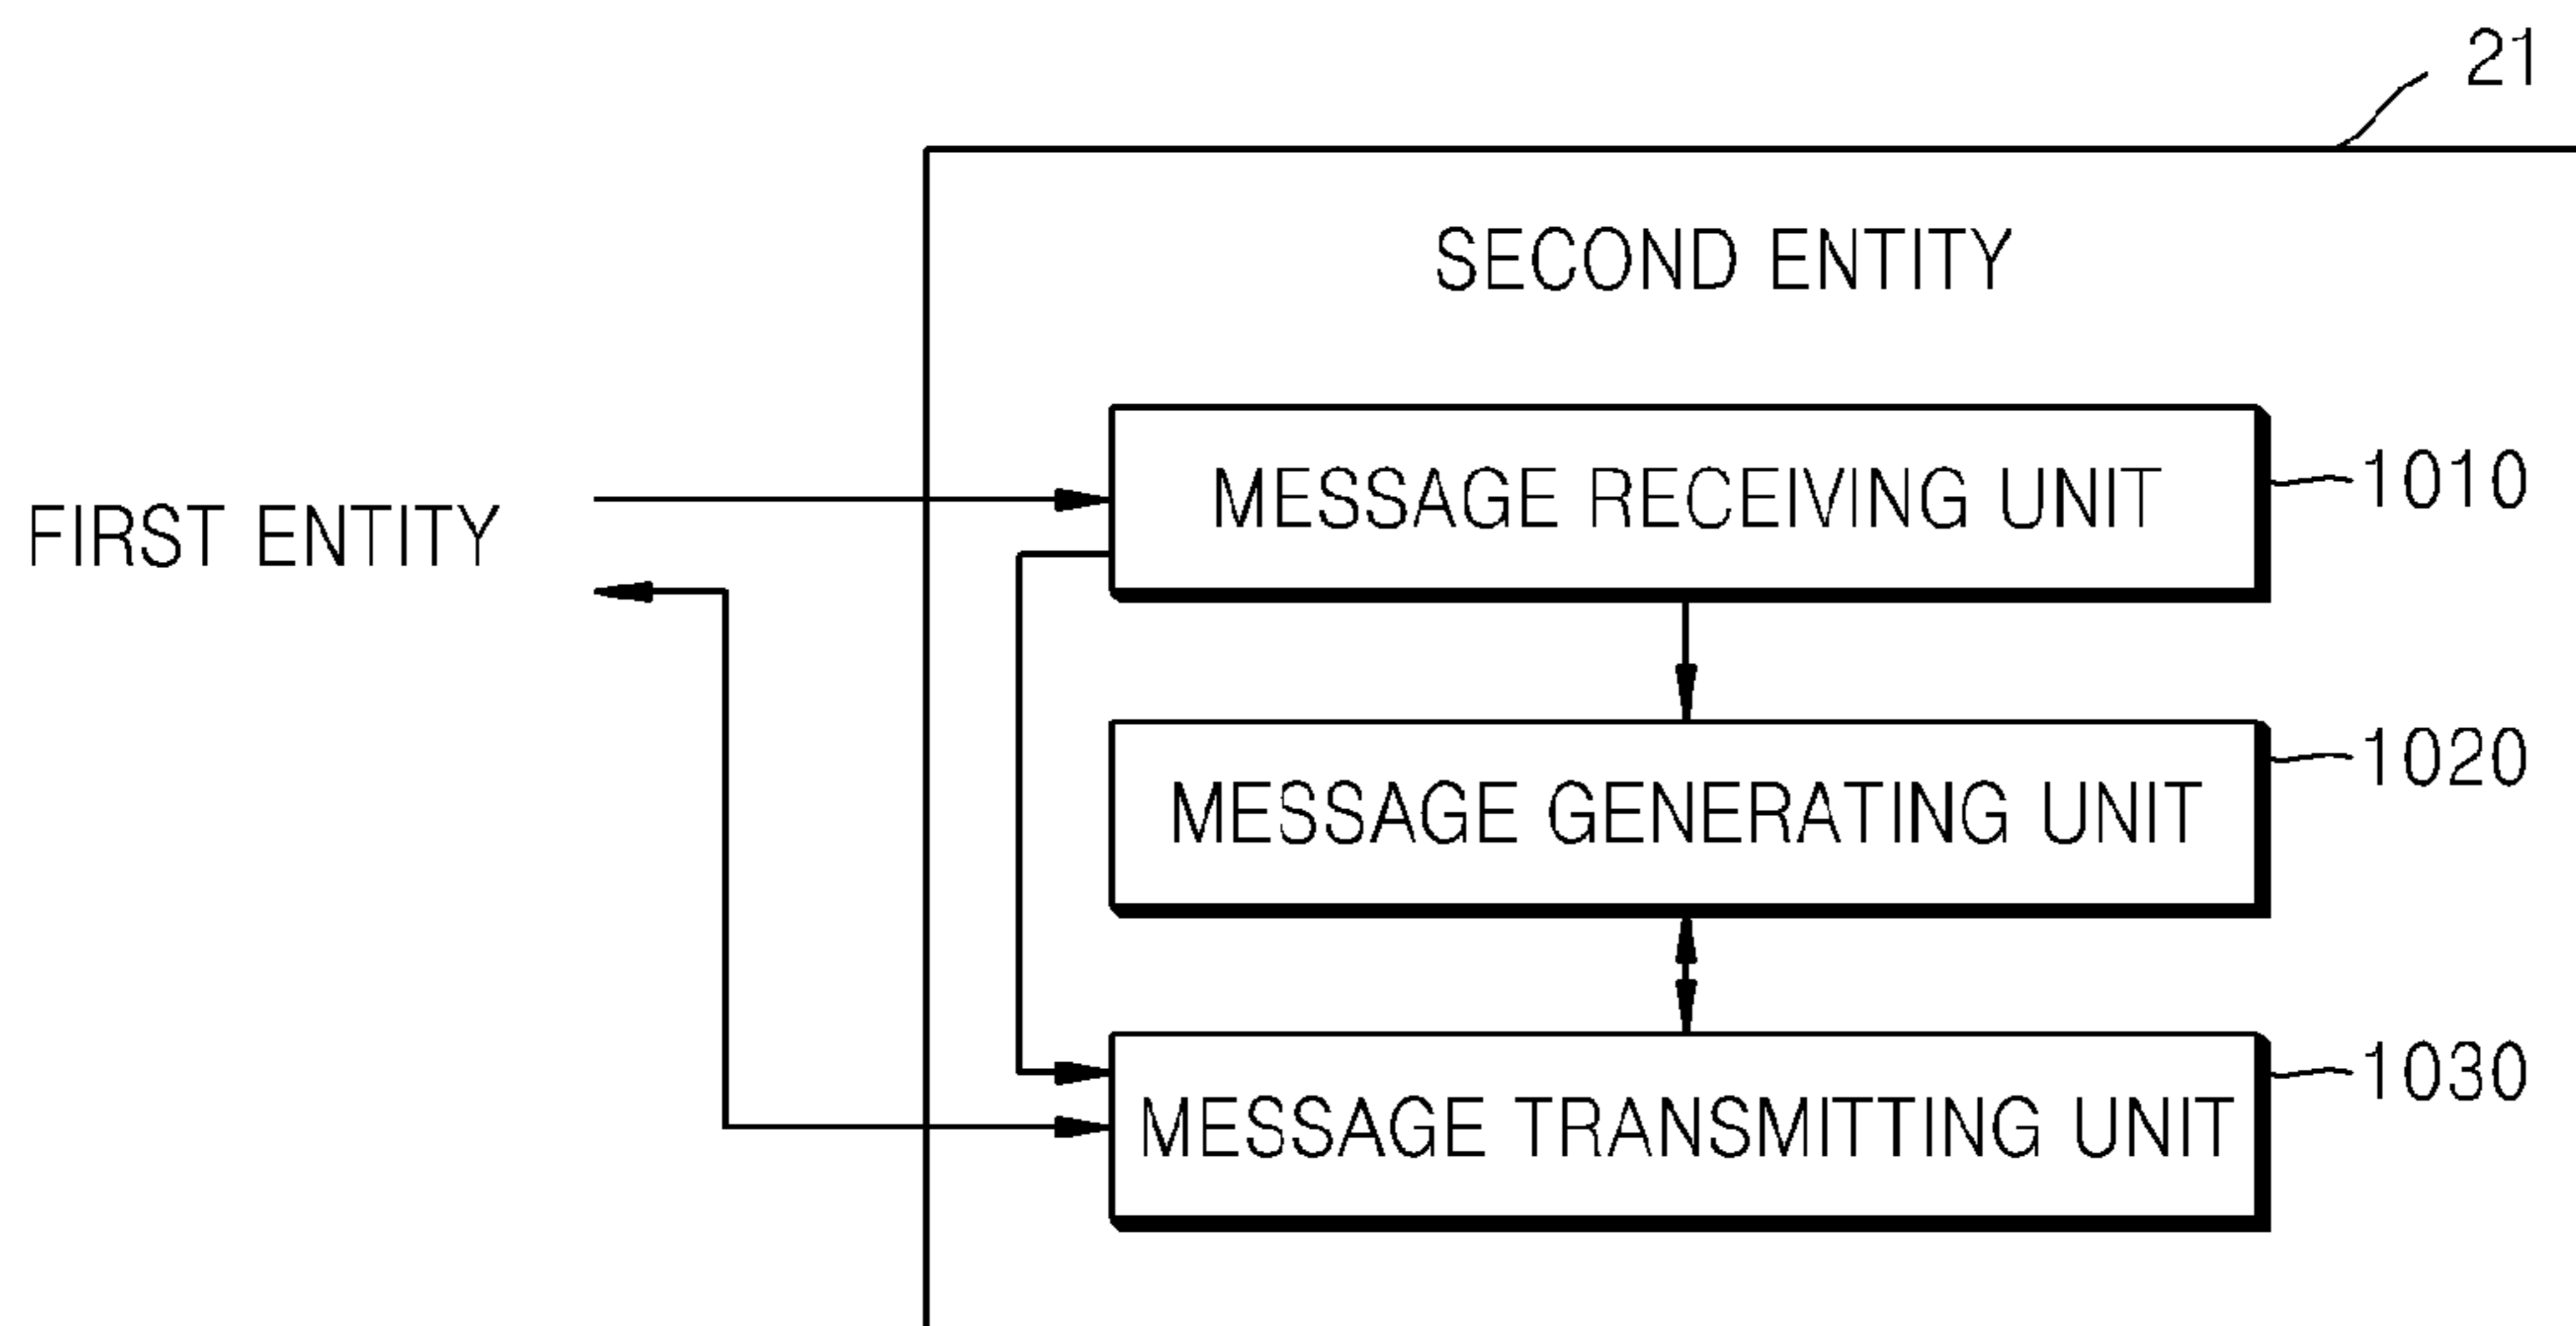 21
SECOND ENTITY
MESSAGE RECEIVING UNIT
1010
FIRST ENTITY
MESSAGE GENERATING UNIT
1020
MESSAGE TRANSMITTING UNIT
1030